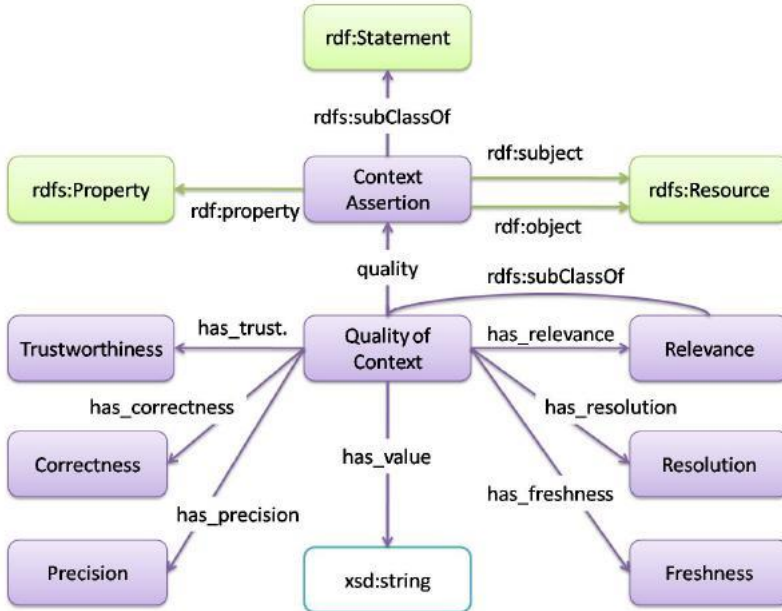 rdf:Statement
rdfs:subClassOf
rdfs:Property
rdf:property
Context
Assertion
rdf:subject
rdf:object
rdfs:Resource
quality
rdfs:subClassOf
Trustworthiness
has_trust.
Quality of
Context
has_relevance
Relevance
has_correctness
has_resolution
Correctness
has_value
Resolution
has_precision
has_freshness
Precision
xsd:string
Freshness